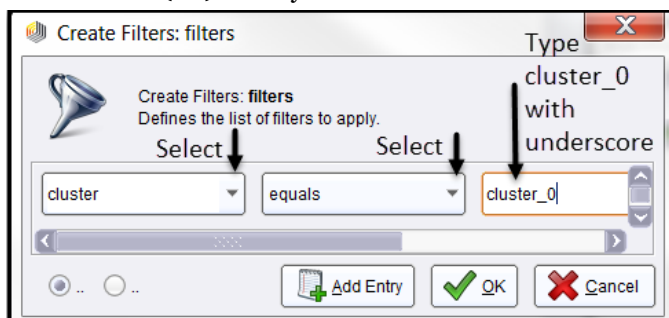 Create Filters: filters
Type
cluster_0
with
underscore
Create Filters: filters
Defines the list of filters to apply.
Select
Select
cluster
equals
cluster_0
..
..
Add Entry
OK
Cancel